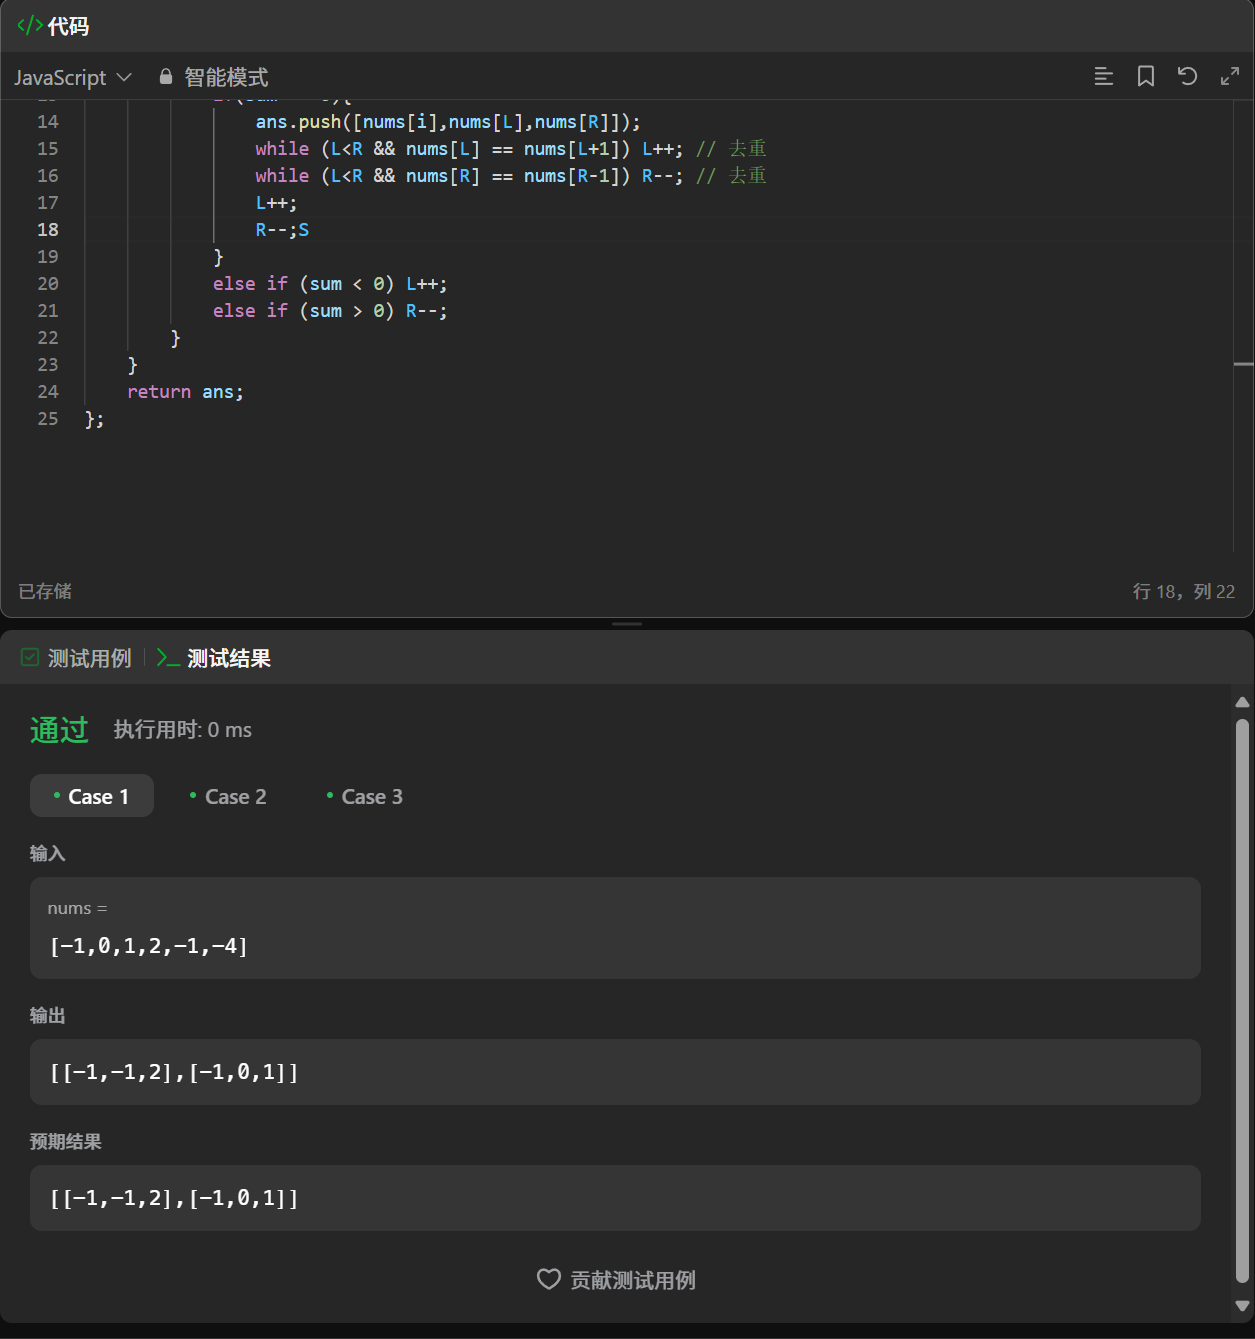 </> 代码
JavaScript 智能模式
14 ans.push([nums[i],nums[L],nums[R]]);
15 while (L<R && nums[L] == nums[L+1]) L++; // 去重
16 while (L<R && nums[R] == nums[R-1]) R--; // 去重
17 L++;
18 R--;S
19 }
20 else if (sum < 0) L++;
21 else if (sum > 0) R--;
22 }
23 }
24 return ans;
25 };
已存储 行 18, 列 22
测试用例 >_ 测试结果
通过 执行用时: 0 ms
Case 1 Case 2 Case 3
输入
nums =
[-1,0,1,2,-1,-4]
输出
[[-1,-1,2],[-1,0,1]]
预期结果
[[-1,-1,2],[-1,0,1]]
贡献测试用例